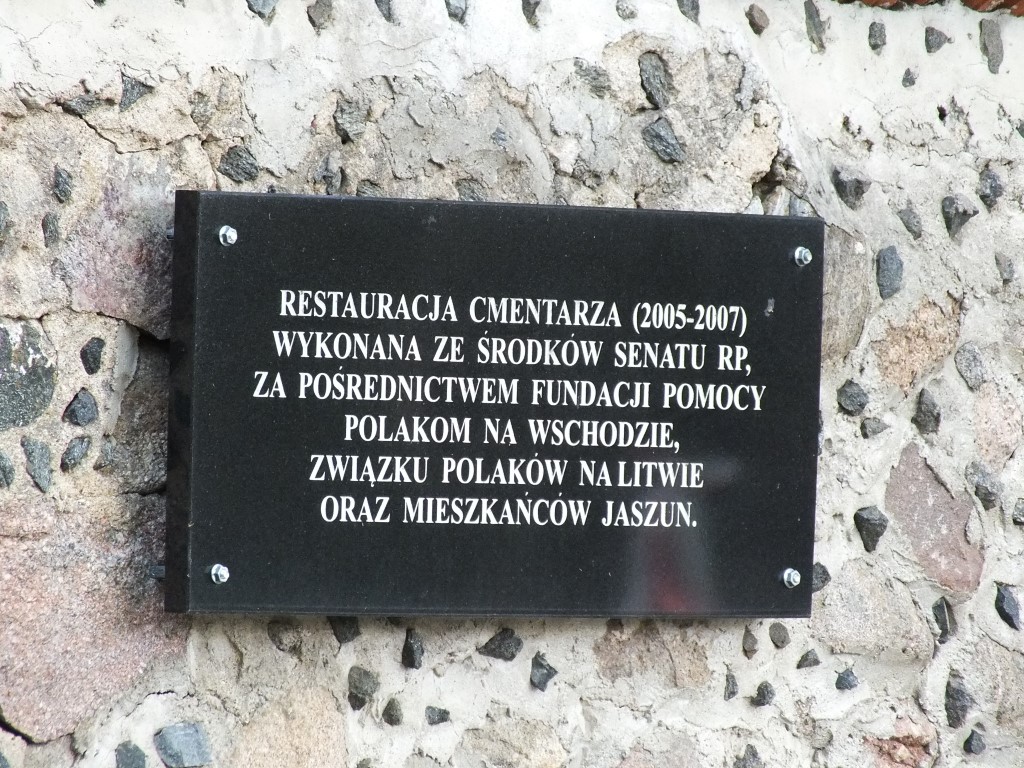 RESTAURACJA CMENTARZA (2005-2007)
WYKONANA ZE ŚRODKÓW SENATU RP,
ZA POŚREDNICTWEM FUNDACJI POMOCY
POLAKOM NA WSCHODZIE,
ZWIĄZKU POLAKÓW NA LITWIE
ORAZ MIESZKAŃCÓW JASZUN.